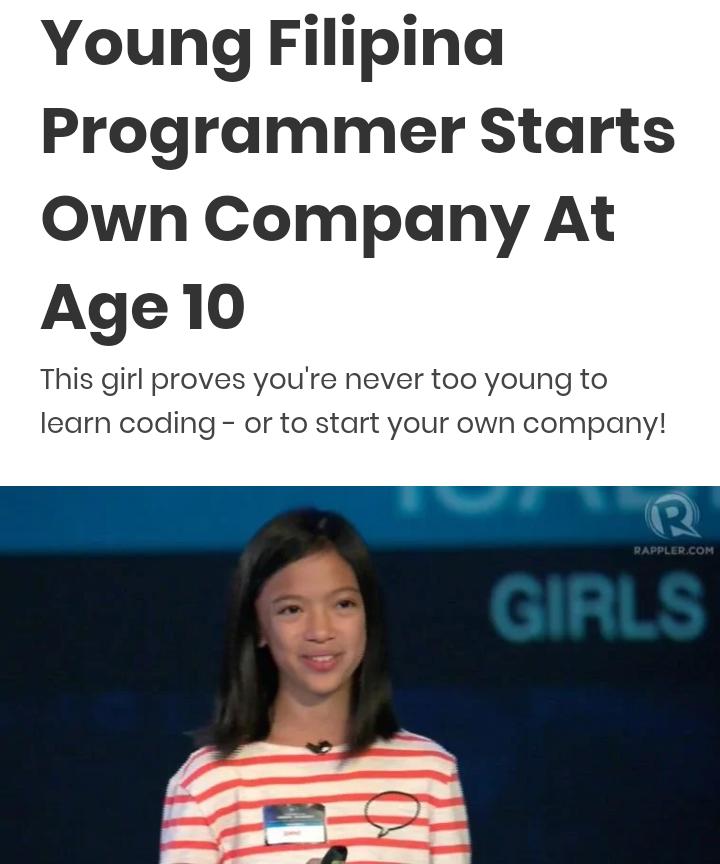 Young Filipina
Programmer Starts
Own Company At
Age 10
This girl proves you're never too young to
learn coding - or to start your own company!
R
RAPPLER.COM
GIRLS